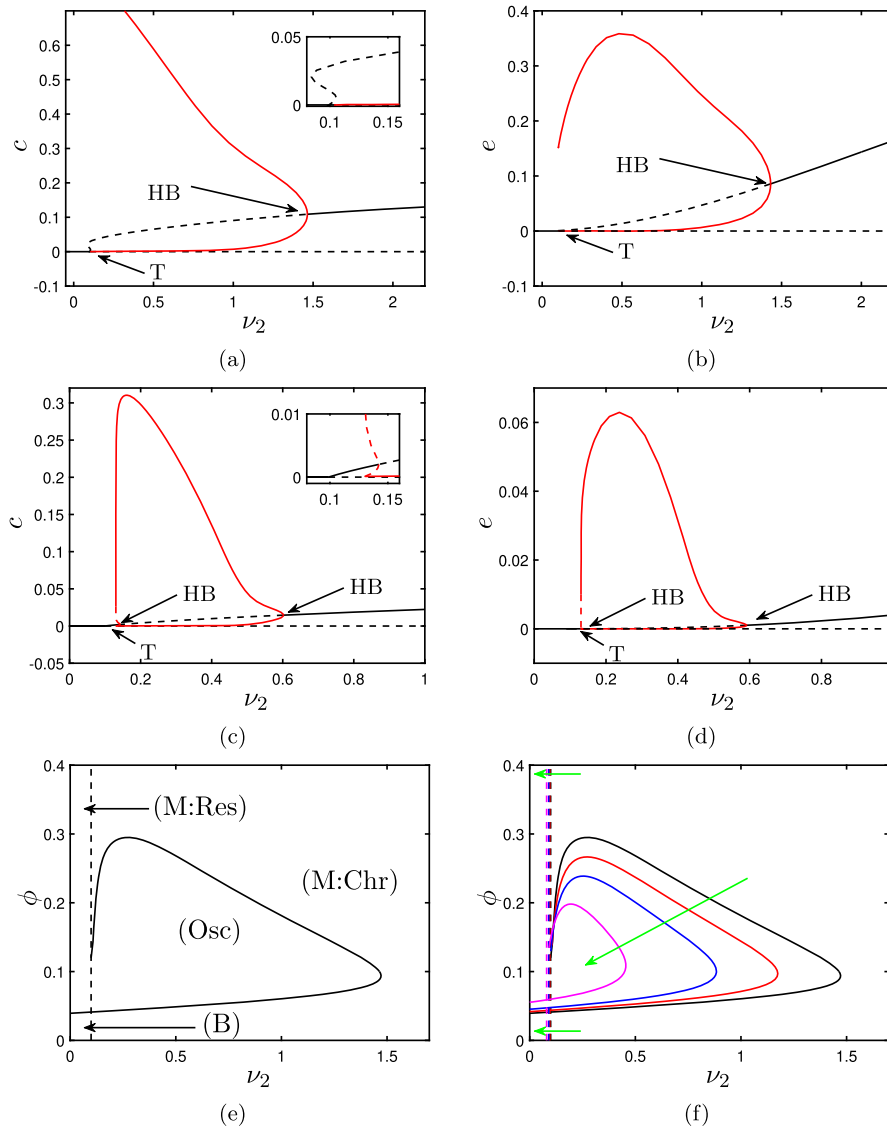 0.7
0.6
0.5
0.4
0.3
0.2
0.1
0
-0.1
c
0
0.5
1
1.5
2
ν2
HB
T
0.05
0
0.1
0.15
(a)
0.4
0.3
0.2
0.1
0
-0.1
e
0
0.5
1
1.5
2
ν2
HB
T
(b)
0.3
0.25
0.2
0.15
0.1
0.05
0
-0.05
c
0
0.2
0.4
0.6
0.8
1
ν2
HB
HB
T
0.01
0
0.1
0.15
(c)
0.06
0.04
0.02
0
e
0
0.2
0.4
0.6
0.8
ν2
HB
HB
T
(d)
0.4
0.3
0.2
0.1
0
ϕ
0
0.5
1
1.5
ν2
(M:Res)
(M:Chr)
(Osc)
(B)
(e)
0.4
0.3
0.2
0.1
0
ϕ
0
0.5
1
1.5
ν2
(f)